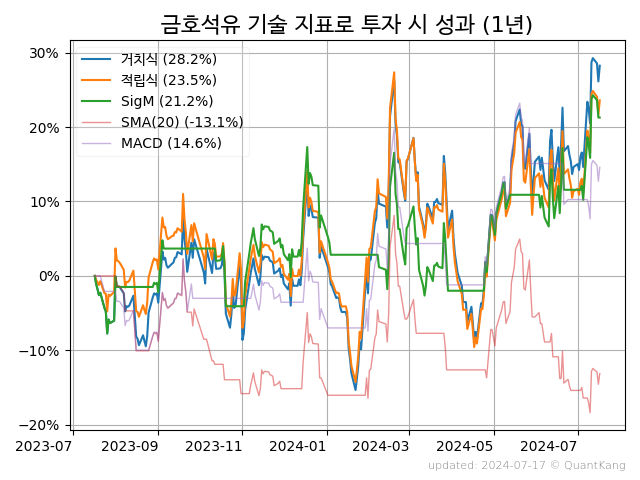 금호석유 기술 지표로 투자 시 성과 (1년)
거치식 (28.2%)
적립식 (23.5%)
SigM (21.2%)
SMA(20) (-13.1%)
MACD (14.6%)
30%
20%
10%
0%
−10%
−20%
2023-07 2023-09 2023-11 2024-01 2024-03 2024-05 2024-07
updated: 2024-07-17 © QuantKang